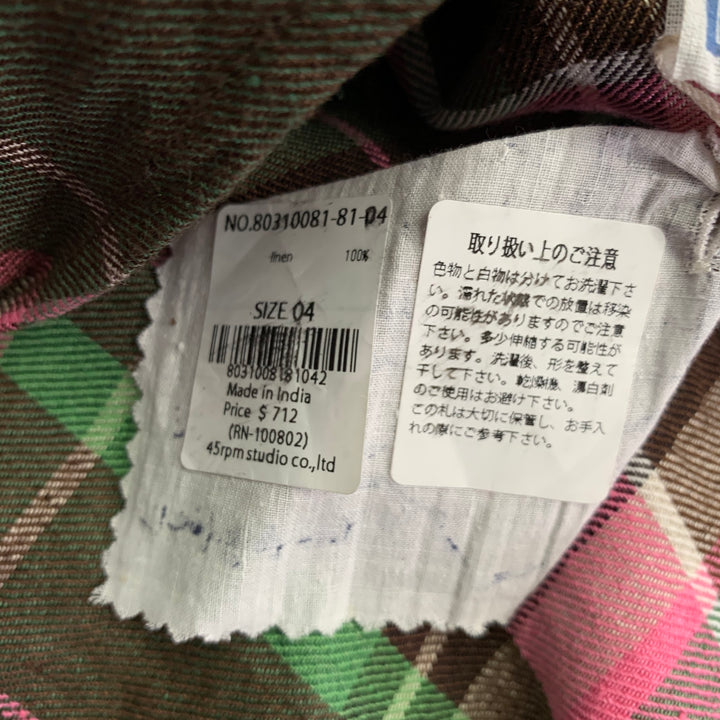 NO.80310081-81-04
linen 100%
SIZE 04
8031008181042
Made in India
Price $ 712
(RN-100802)
45rpm studio co.,ltd
取り扱い上のご注意
色物と白物は分けてお洗濯下さ
い。濡れた状態での放置は移染
の可能性がありますのでご注意
下さい。多少伸縮する可能性が
あります。洗濯後、形を整えて
干して下さい。乾燥機、漂白剤
のご使用はお避け下さい。
この札は大切に保管し、お手入
れの際にご参考下さい。